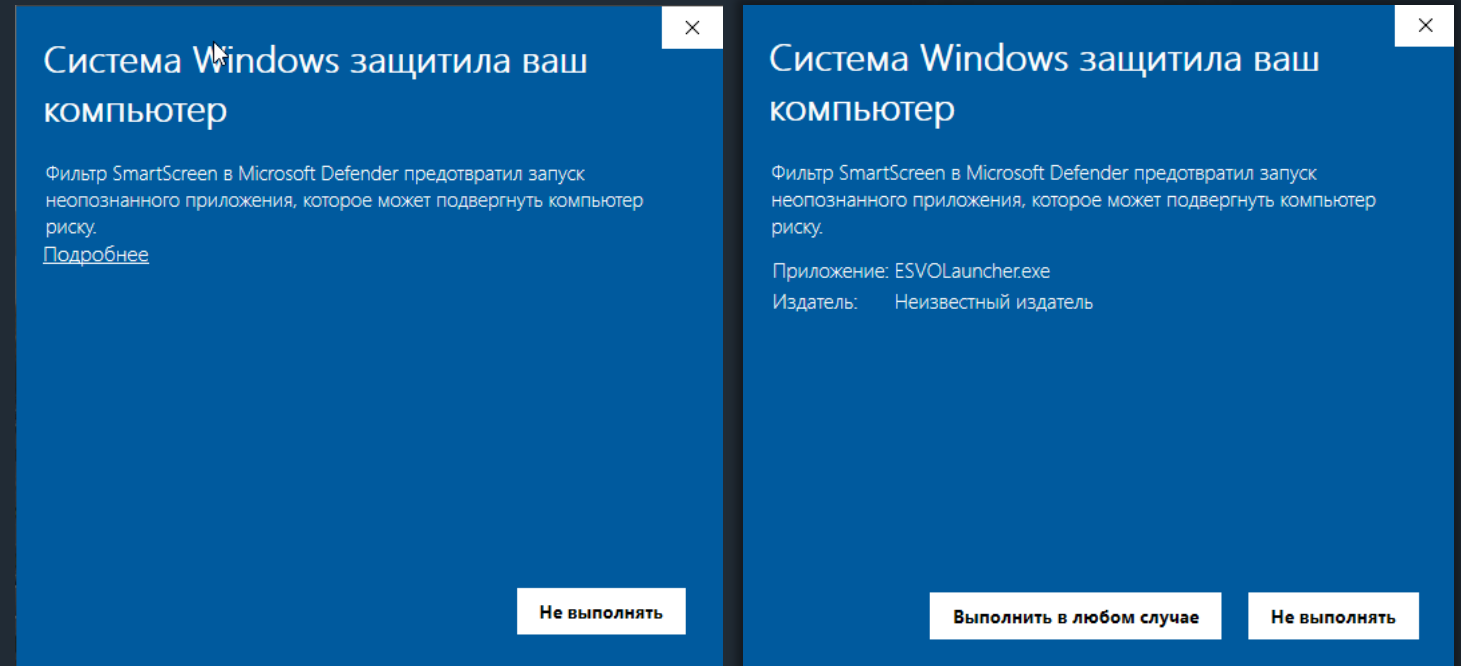 Система Windows защитила ваш
компьютер
Фильтр SmartScreen в Microsoft Defender предотвратил запуск
неопознанного приложения, которое может подвергнуть компьютер
риску.
Подробнее
Не выполнять
Система Windows защитила ваш
компьютер
Фильтр SmartScreen в Microsoft Defender предотвратил запуск
неопознанного приложения, которое может подвергнуть компьютер
риску.
Приложение: ESVOLauncher.exe
Издатель: Неизвестный издатель
Выполнить в любом случае Не выполнять